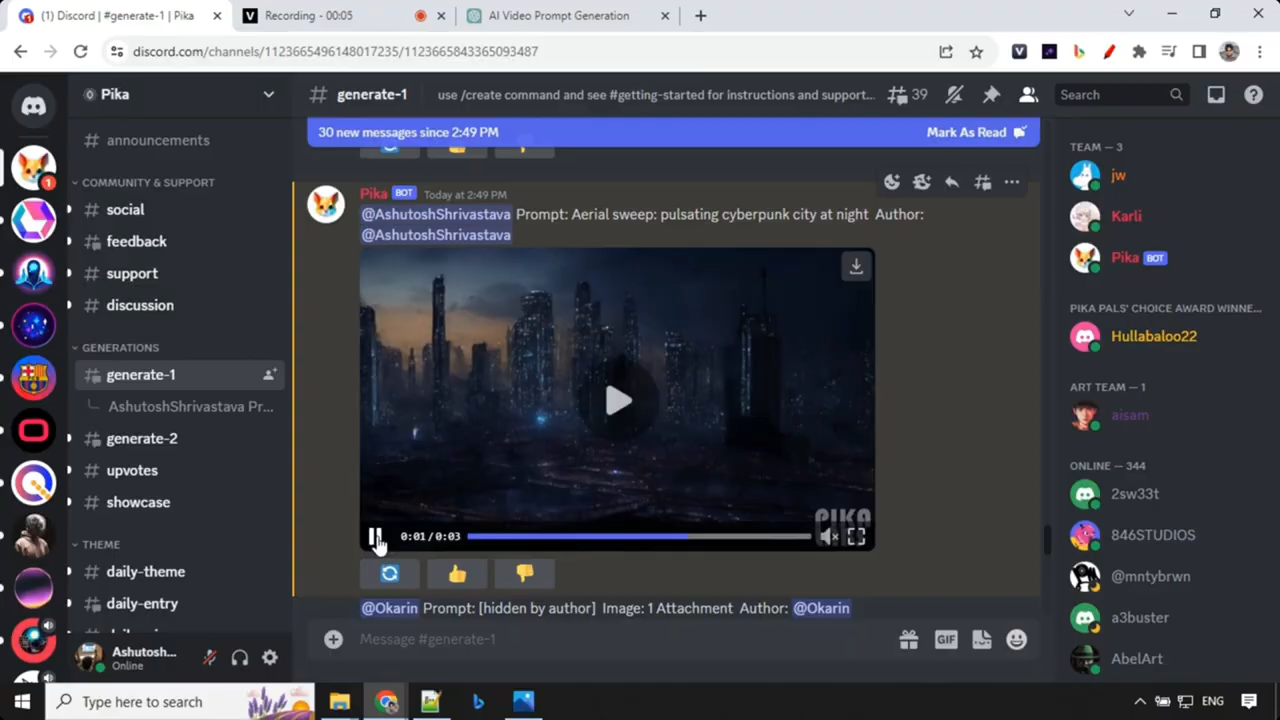 (1) Discord | #generate-1 | Pika
Recording - 00:05
AI Video Prompt Generation
discord.com/channels/1123665496148017235/1123665843365093487
Pika
generate-1
use /create command and see #getting-started for instructions and support...
39
Search
30 new messages since 2:49 PM
Mark As Read
announcements
COMMUNITY & SUPPORT
social
feedback
support
discussion
GENERATIONS
generate-1
AshutoshShrivastava Pr...
generate-2
upvotes
showcase
THEME
daily-theme
daily-entry
Ashutosh...
Online
Pika BOT Today at 2:49 PM
@AshutoshShrivastava Prompt: Aerial sweep: pulsating cyberpunk city at night Author:
@AshutoshShrivastava
PIKA
0:01/0:03
@Okarin Prompt: [hidden by author] Image: 1 Attachment Author: @Okarin
Message #generate-1
GIF
TEAM — 3
jw
Karli
Pika BOT
PIKA PALS' CHOICE AWARD WINNE...
Hullabaloo22
ART TEAM — 1
aisam
ONLINE — 344
2sw33t
846STUDIOS
@mntybrwn
a3buster
AbelArt
Type here to search
ENG